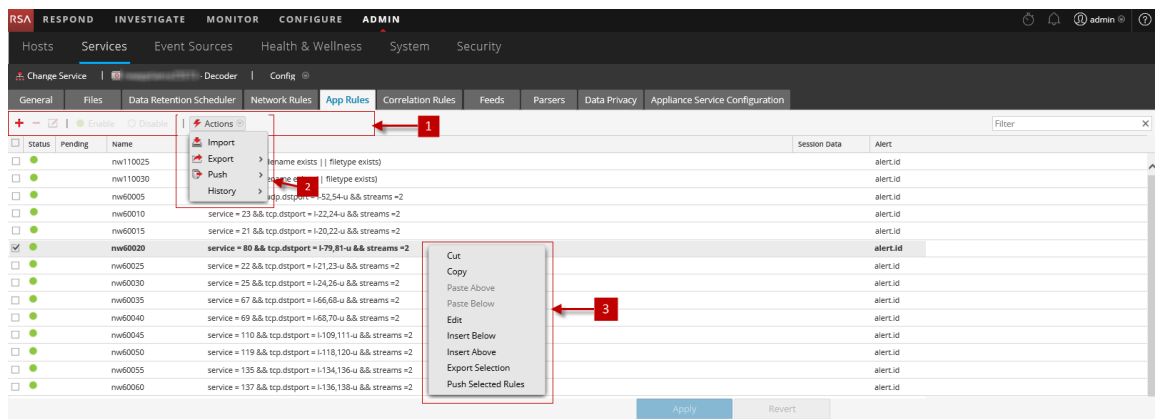 RSA RESPOND INVESTIGATE MONITOR CONFIGURE ADMIN admin
Hosts Services Event Sources Health & Wellness System Security
Change Service | - Decoder | Config
General Files Data Retention Scheduler Network Rules App Rules Correlation Rules Feeds Parsers Data Privacy Appliance Service Configuration
Enable Disable | Actions 1 Filter
Status Pending Name Session Data Alert
Import
Export
Push
History
2
nw110025 ename exists || filetype exists) alert.id
nw110030 | filetype exists) alert.id
nw60005 l-52,54-u && streams =2 alert.id
nw60010 service = 23 && tcp.dstport = l-22,24-u && streams =2 alert.id
nw60015 service = 21 && tcp.dstport = l-20,22-u && streams =2 alert.id
nw60020 service = 80 && tcp.dstport = l-79,81-u && streams =2 alert.id
nw60025 service = 22 && tcp.dstport = l-21,23-u && streams =2 alert.id
nw60030 service = 25 && tcp.dstport = l-24,26-u && streams =2 alert.id
nw60035 service = 67 && tcp.dstport = l-66,68-u && streams =2 alert.id
nw60040 service = 69 && tcp.dstport = l-68,70-u && streams =2 alert.id
nw60045 service = 110 && tcp.dstport = l-109,111-u && streams =2 alert.id
nw60050 service = 119 && tcp.dstport = l-118,120-u && streams =2 alert.id
nw60055 service = 135 && tcp.dstport = l-134,136-u && streams =2 alert.id
nw60060 service = 137 && tcp.dstport = l-136,138-u && streams =2 alert.id
Cut
Copy
Paste Above
Paste Below
Edit
Insert Below
Insert Above
Export Selection
Push Selected Rules
3
Apply Revert